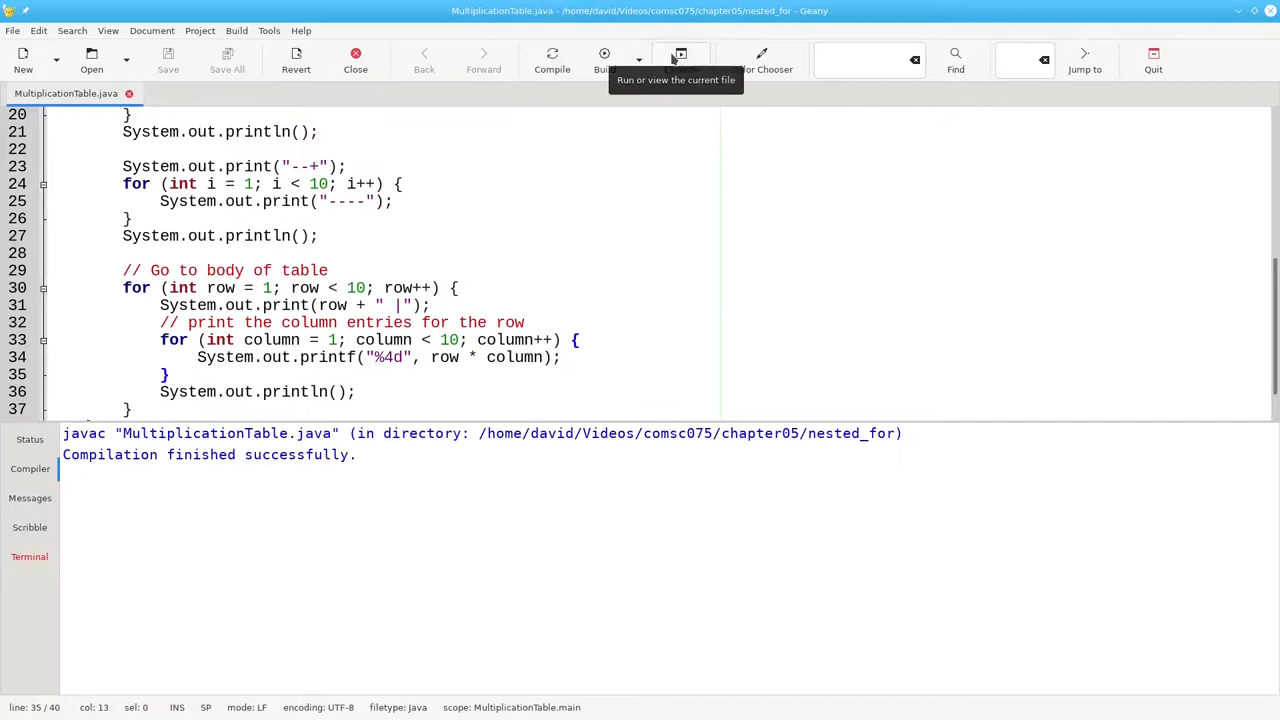 MultiplicationTable.java - /home/david/Videos/comsc075/chapter05/nested_for - Geany
File Edit Search View Document Project Build Tools Help
New Open Save Save All Revert Close Back Forward Compile Build Color Chooser Find Jump to Quit
Run or view the current file
MultiplicationTable.java
20 }
21 System.out.println();
22
23 System.out.print("--+");
24 for (int i = 1; i < 10; i++) {
25 System.out.print("----");
26 }
27 System.out.println();
28
29 // Go to body of table
30 for (int row = 1; row < 10; row++) {
31 System.out.print(row + " |");
32 // print the column entries for the row
33 for (int column = 1; column < 10; column++) {
34 System.out.printf("%4d", row * column);
35 }
36 System.out.println();
37 }
Status
Compiler
Messages
Scribble
Terminal
javac "MultiplicationTable.java" (in directory: /home/david/Videos/comsc075/chapter05/nested_for)
Compilation finished successfully.
line: 35 / 40 col: 13 sel: 0 INS SP mode: LF encoding: UTF-8 filetype: Java scope: MultiplicationTable.main